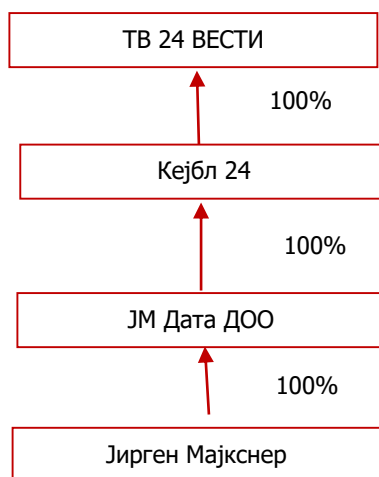 ТВ 24 ВЕСТИ
100%
Кејбл 24
100%
ЈМ Дата ДОО
100%
Јирген Мајкснер